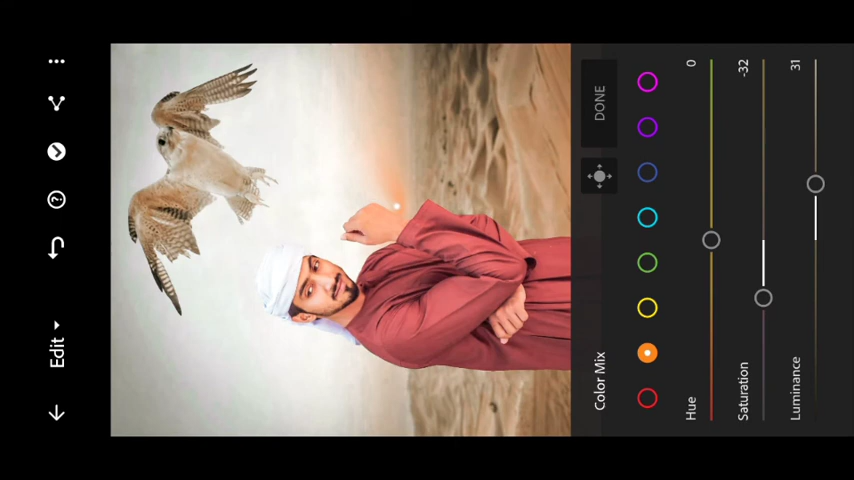 Edit
Color Mix
DONE
Hue
0
Saturation
-32
Luminance
31